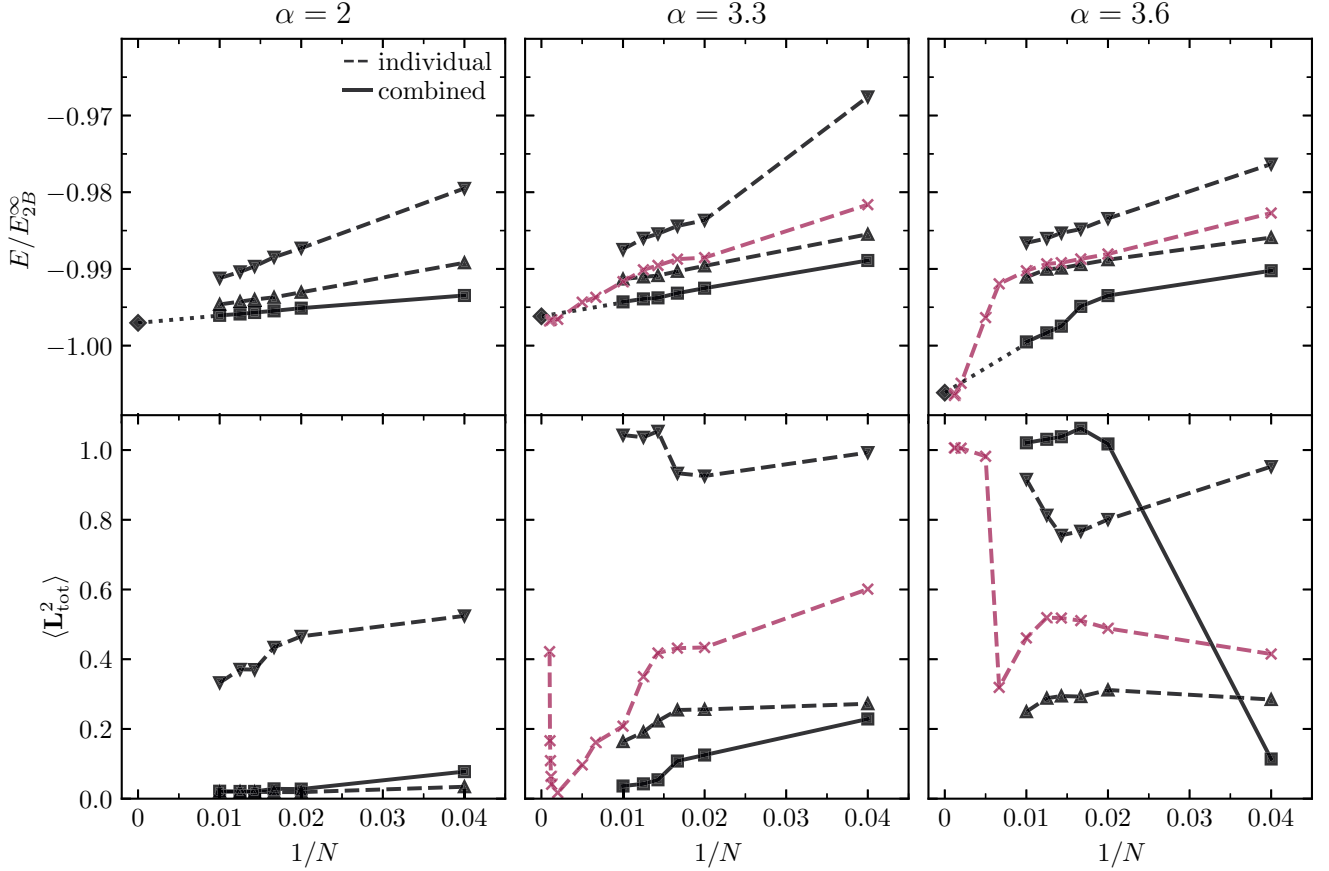 α = 2
α = 3.3
α = 3.6
individual
combined
−0.97
−0.98
−0.99
−1.00
E/E∞2B
1.0
0.8
0.6
0.4
0.2
0.0
⟨L²tot⟩
0 0.01 0.02 0.03 0.04
0 0.01 0.02 0.03 0.04
0 0.01 0.02 0.03 0.04
1/N
1/N
1/N